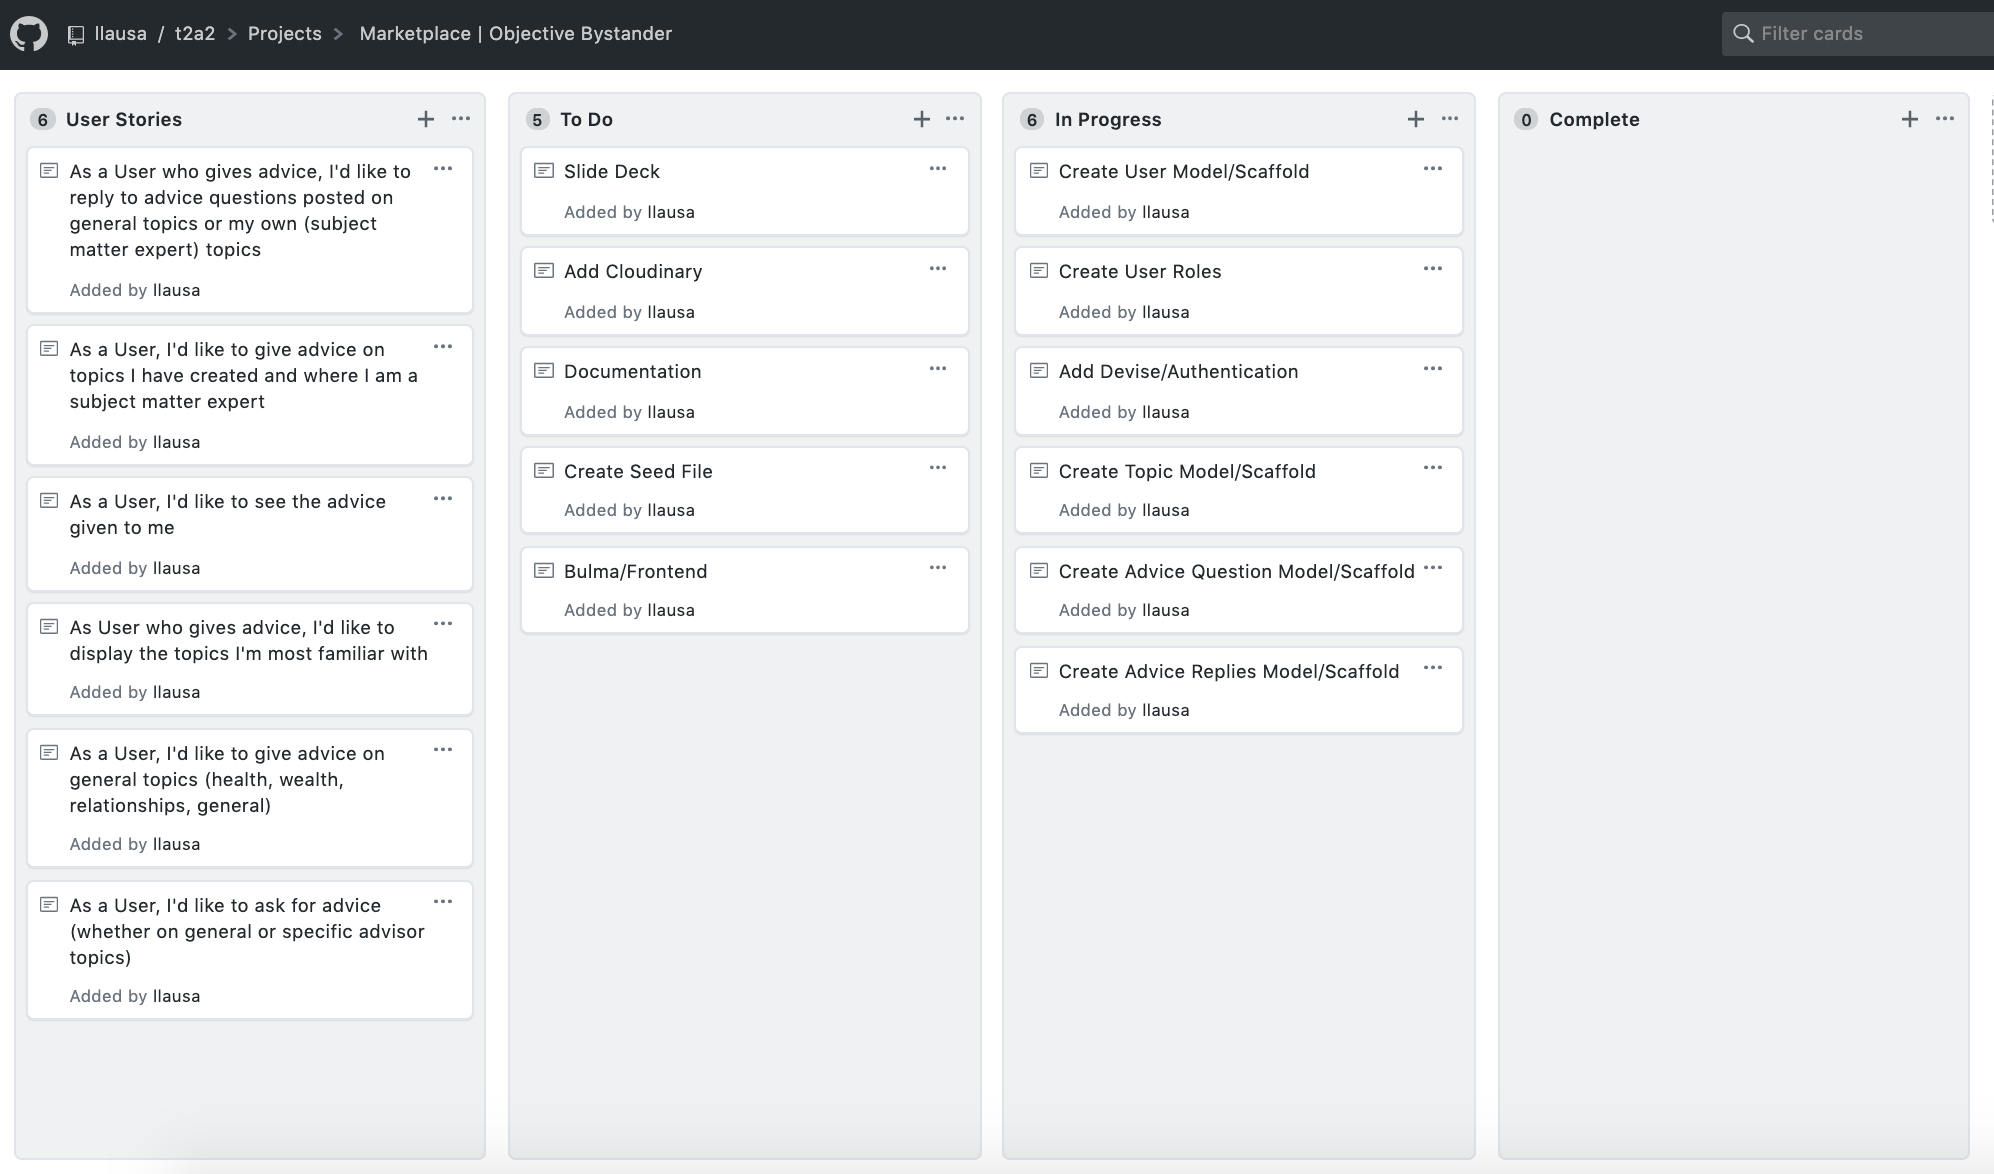 llausa / t2a2 > Projects > Marketplace | Objective Bystander
Filter cards
6 User Stories
As a User who gives advice, I'd like to
reply to advice questions posted on
general topics or my own (subject
matter expert) topics
Added by llausa
As a User, I'd like to give advice on
topics I have created and where I am a
subject matter expert
Added by llausa
As a User, I'd like to see the advice
given to me
Added by llausa
As User who gives advice, I'd like to
display the topics I'm most familiar with
Added by llausa
As a User, I'd like to give advice on
general topics (health, wealth,
relationships, general)
Added by llausa
As a User, I'd like to ask for advice
(whether on general or specific advisor
topics)
Added by llausa
5 To Do
Slide Deck
Added by llausa
Add Cloudinary
Added by llausa
Documentation
Added by llausa
Create Seed File
Added by llausa
Bulma/Frontend
Added by llausa
6 In Progress
Create User Model/Scaffold
Added by llausa
Create User Roles
Added by llausa
Add Devise/Authentication
Added by llausa
Create Topic Model/Scaffold
Added by llausa
Create Advice Question Model/Scaffold
Added by llausa
Create Advice Replies Model/Scaffold
Added by llausa
0 Complete